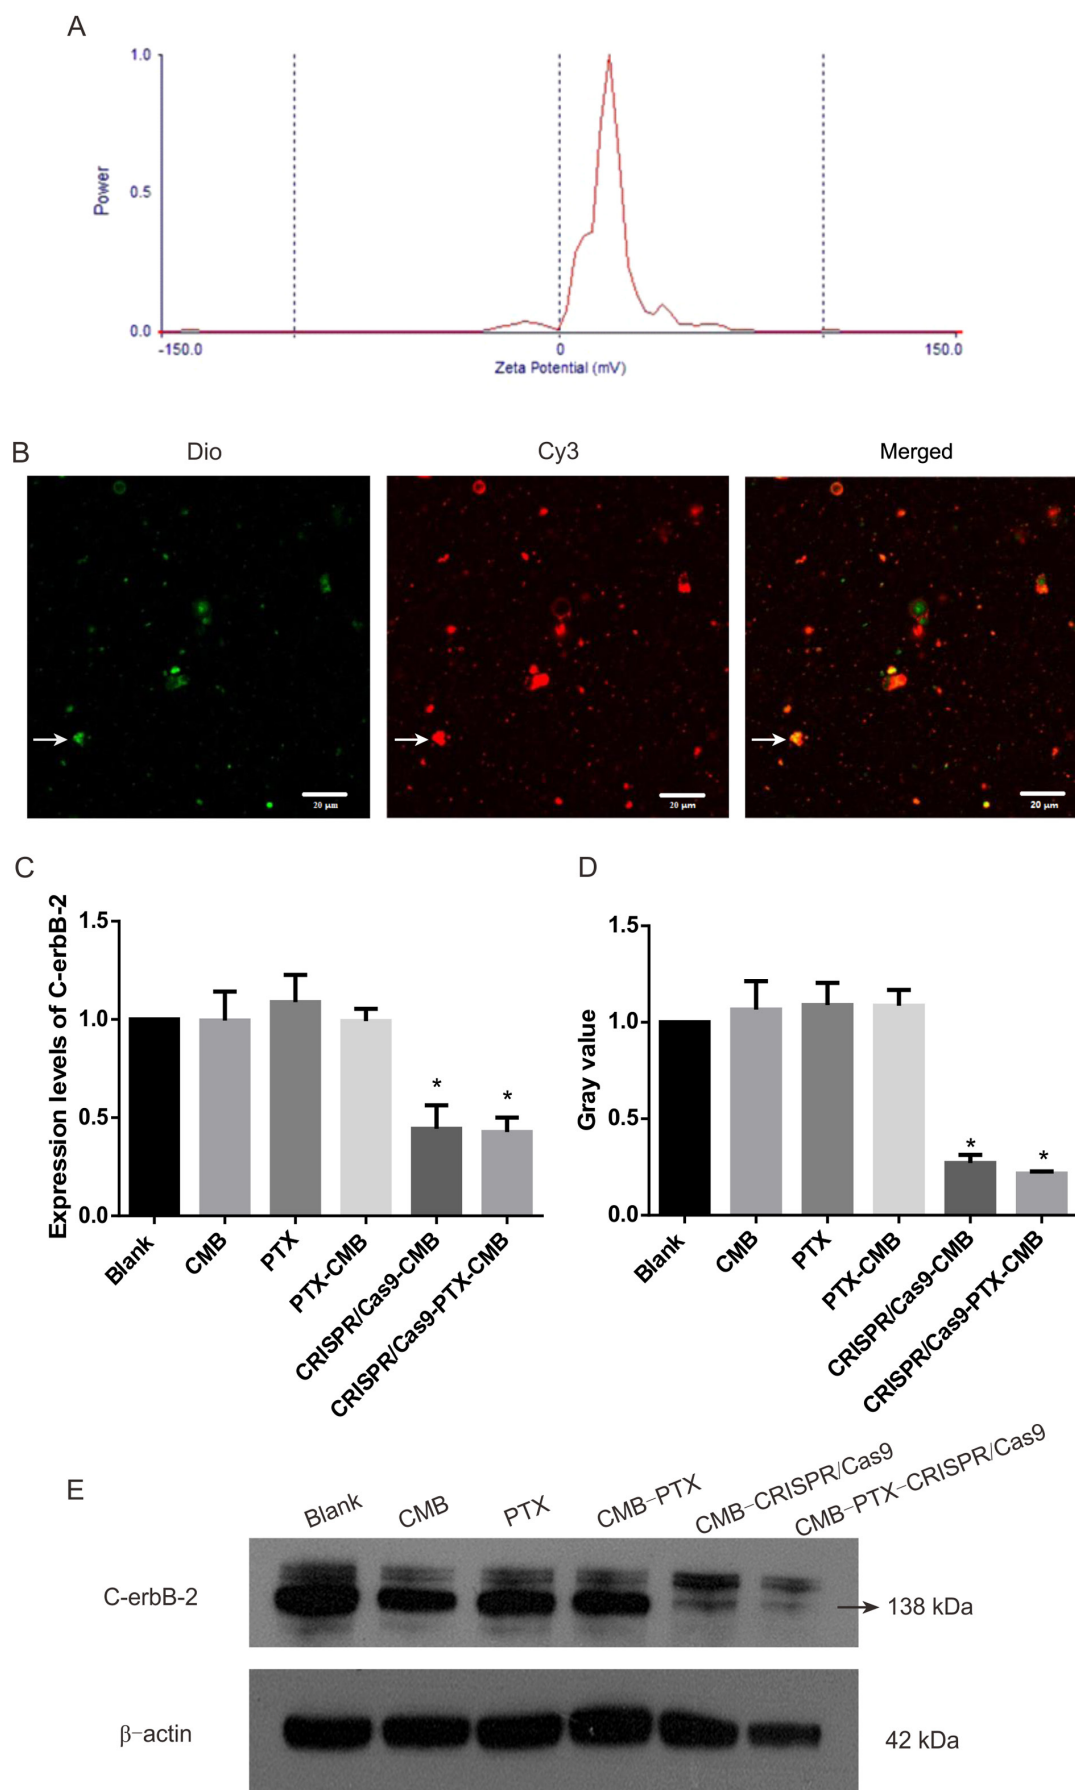 A
1.0
0.5
0.0
Power
-150.0
0
150.0
Zeta Potential (mV)
B
Dio
Cy3
Merged
20 μm
20 μm
20 μm
C
Expression levels of C-erbB-2
1.5
1.0
0.5
0.0
Blank
CMB
PTX
PTX-CMB
CRISPR/Cas9-CMB
CRISPR/Cas9-PTX-CMB
*
*
D
Gray value
1.5
1.0
0.5
0.0
Blank
CMB
PTX
PTX-CMB
CRISPR/Cas9-CMB
CRISPR/Cas9-PTX-CMB
*
*
E
Blank
CMB
PTX
CMB–PTX
CMB–CRISPR/Cas9
CMB–PTX–CRISPR/Cas9
C-erbB-2
138 kDa
β–actin
42 kDa